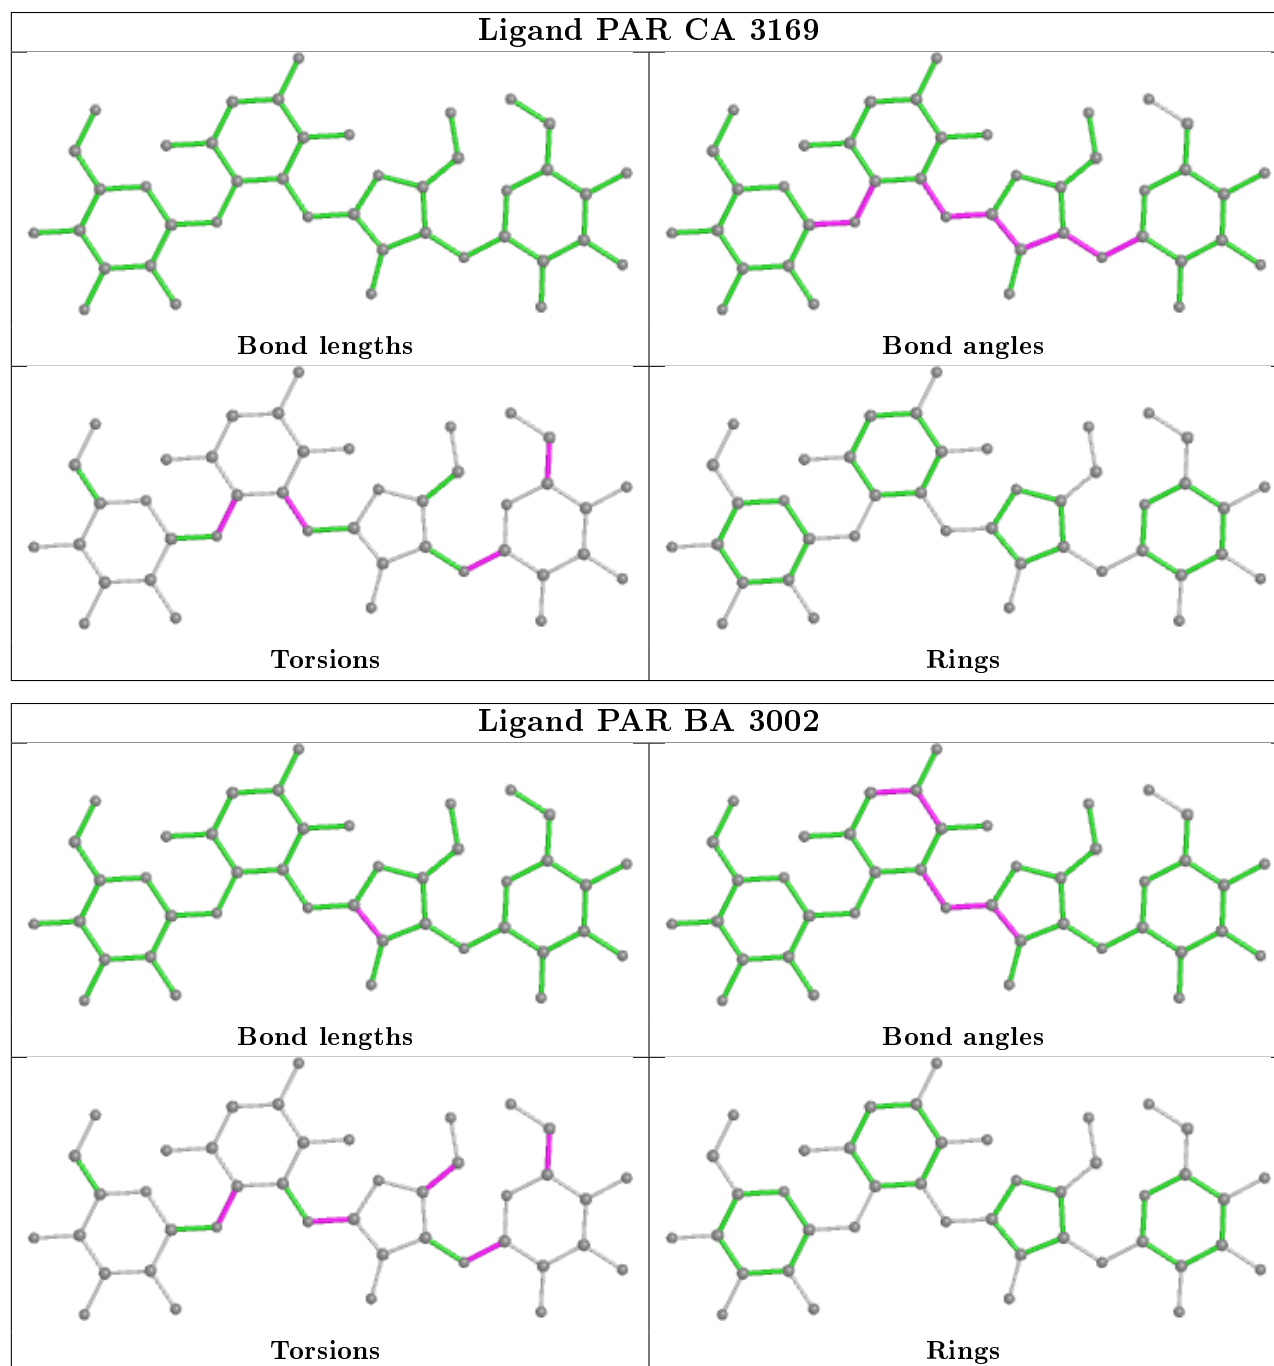 Ligand PAR CA 3169
Bond lengths
Bond angles
Torsions
Rings
Ligand PAR BA 3002
Bond lengths
Bond angles
Torsions
Rings